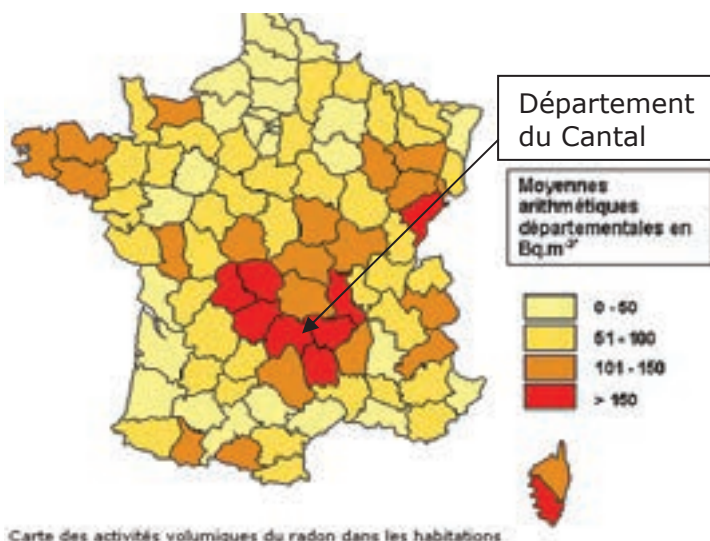 Département
du Cantal
Moyennes
arithmétiques
départementales en
Bq.m⁻³
0 - 50
51 - 100
101 - 150
> 150
Carte des activités volumiques du radon dans les habitations